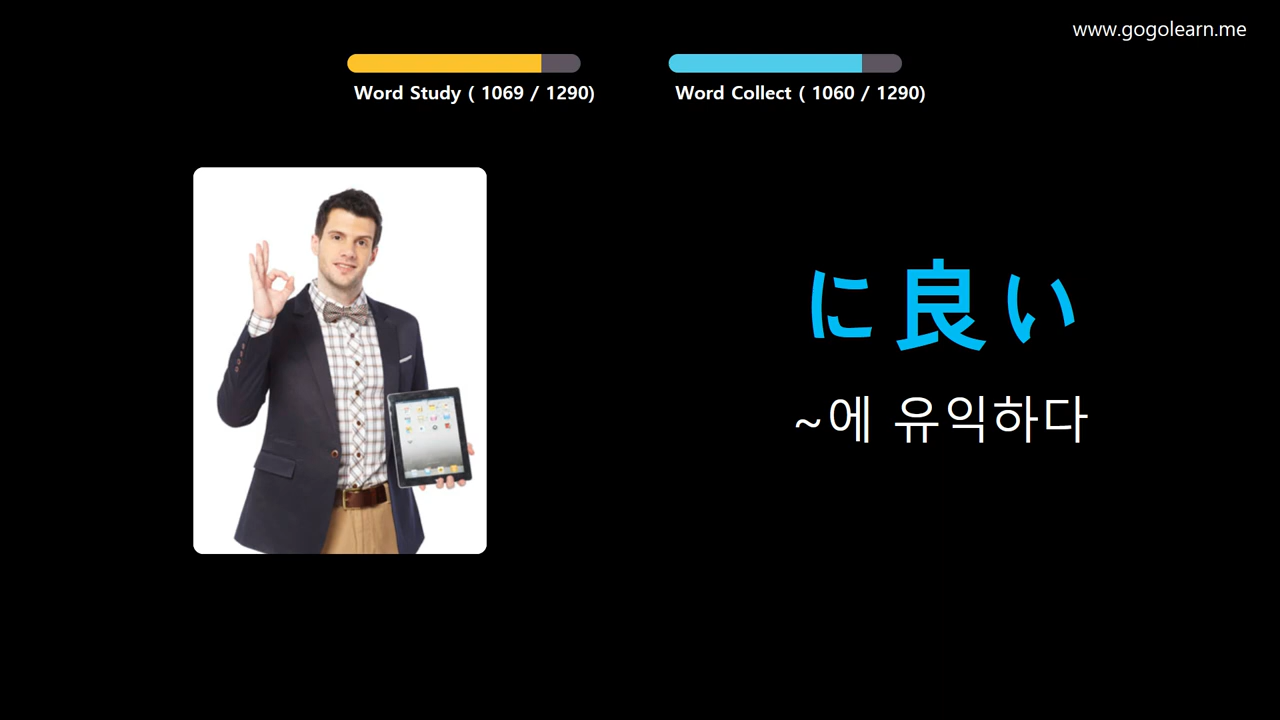 www.gogolearn.me
Word Study ( 1069 / 1290)
Word Collect ( 1060 / 1290)
に良い
~에 유익하다